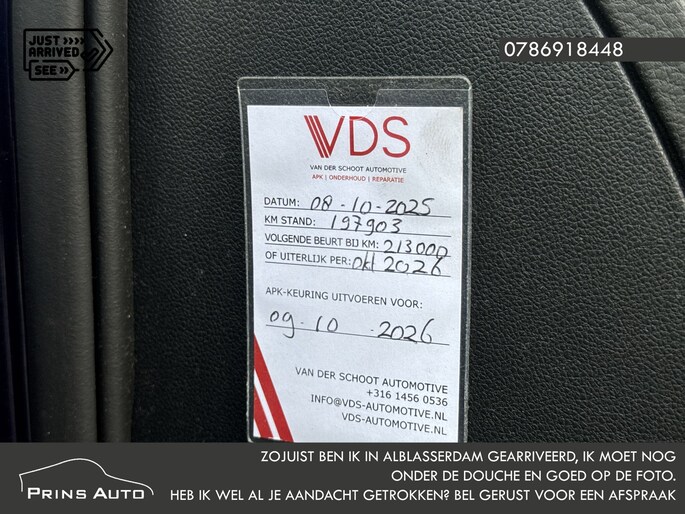 JUST
ARRIVED
SEE
0786918448
VDS
VAN DER SCHOOT AUTOMOTIVE
APK | ONDERHOUD | REPARATIE
DATUM: 08-10-2025
KM STAND: 197903
VOLGENDE BEURT BIJ KM: 213000
OF UITERLIJK PER: Okt 2026
APK-KEURING UITVOEREN VOOR:
09-10-2026
VAN DER SCHOOT AUTOMOTIVE
+316 1456 0536
INFO@VDS-AUTOMOTIVE.NL
VDS-AUTOMOTIVE.NL
PRINS AUTO
ZOJUIST BEN IK IN ALBLASSERDAM GEARRIVEERD, IK MOET NOG
ONDER DE DOUCHE EN GOED OP DE FOTO.
HEB IK WEL AL JE AANDACHT GETROKKEN? BEL GERUST VOOR EEN AFSPRAAK